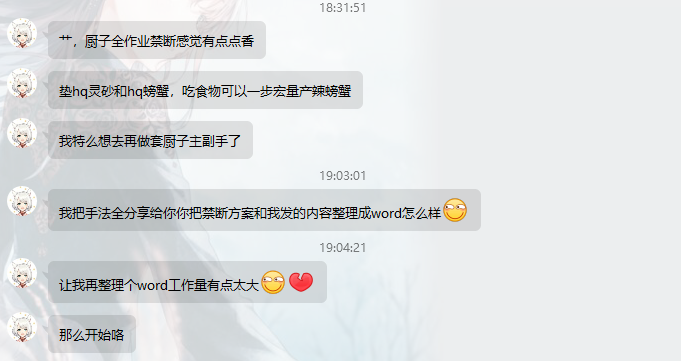 18:31:51
艹，厨子全作业禁断感觉有点点香
垫hq灵砂和hq螃蟹，吃食物可以一步宏量产辣螃蟹
我特么想去再做套厨子主副手了
19:03:01
我把手法全分享给你你把禁断方案和我发的内容整理成word怎么样
19:04:21
让我再整理个word工作量有点太大
那么开始咯